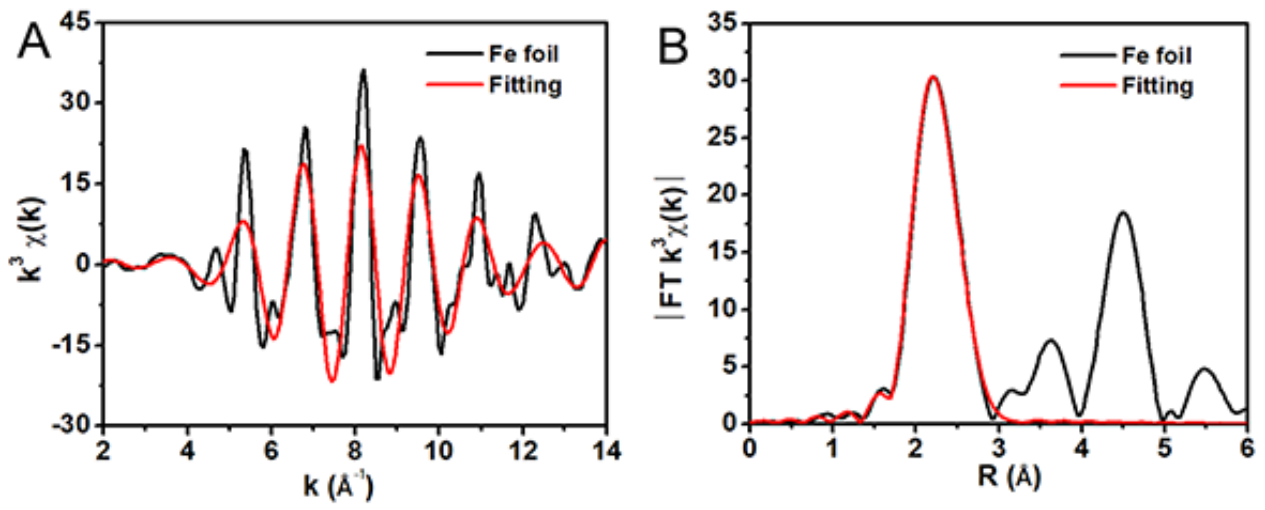 A
Fe foil
Fitting
45
30
15
0
-15
-30
k³ χ(k)
2 4 6 8 10 12 14
k (Å⁻¹)
B
Fe foil
Fitting
35
30
25
20
15
10
5
0
|FT k³χ(k)|
0 1 2 3 4 5 6
R (Å)